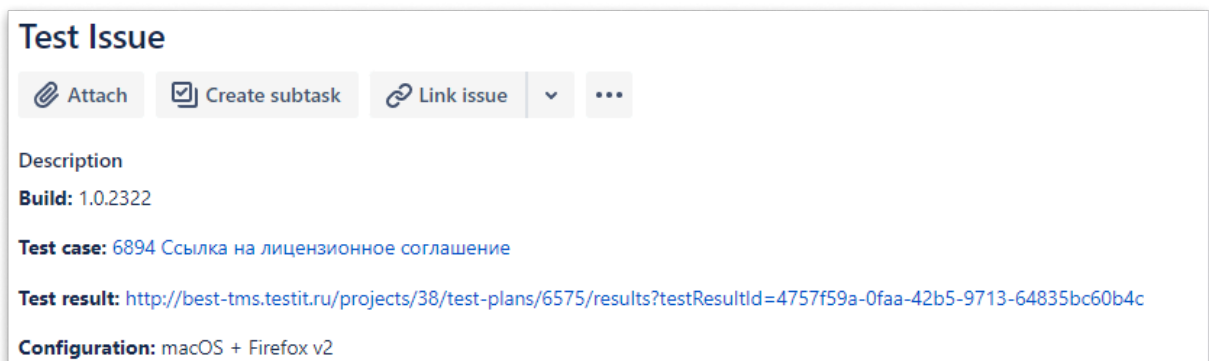 Test Issue
Attach Create subtask Link issue
Description
Build: 1.0.2322
Test case: 6894 Ссылка на лицензионное соглашение
Test result: http://best-tms.testit.ru/projects/38/test-plans/6575/results?testResultId=4757f59a-0faa-42b5-9713-64835bc60b4c
Configuration: macOS + Firefox v2